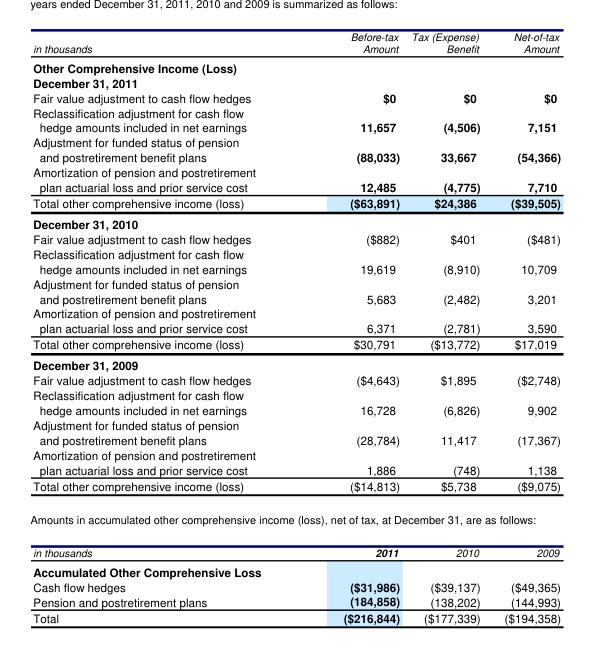 years ended December 31, 2011, 2010 and 2009 is summarized as follows:
Before-tax Tax (Expense) Net-of-tax
in thousands Amount Benefit Amount
Other Comprehensive Income (Loss)
December 31, 2011
Fair value adjustment to cash flow hedges $0 $0 $0
Reclassification adjustment for cash flow
hedge amounts included in net earnings 11,657 (4,506) 7,151
Adjustment for funded status of pension
and postretirement benefit plans (88,033) 33,667 (54,366)
Amortization of pension and postretirement
plan actuarial loss and prior service cost 12,485 (4,775) 7,710
Total other comprehensive income (loss) ($63,891) $24,386 ($39,505)
December 31, 2010
Fair value adjustment to cash flow hedges ($882) $401 ($481)
Reclassification adjustment for cash flow
hedge amounts included in net earnings 19,619 (8,910) 10,709
Adjustment for funded status of pension
and postretirement benefit plans 5,683 (2,482) 3,201
Amortization of pension and postretirement
plan actuarial loss and prior service cost 6,371 (2,781) 3,590
Total other comprehensive income (loss) $30,791 ($13,772) $17,019
December 31, 2009
Fair value adjustment to cash flow hedges ($4,643) $1,895 ($2,748)
Reclassification adjustment for cash flow
hedge amounts included in net earnings 16,728 (6,826) 9,902
Adjustment for funded status of pension
and postretirement benefit plans (28,784) 11,417 (17,367)
Amortization of pension and postretirement
plan actuarial loss and prior service cost 1,886 (748) 1,138
Total other comprehensive income (loss) ($14,813) $5,738 ($9,075)
Amounts in accumulated other comprehensive income (loss), net of tax, at December 31, are as follows:
in thousands 2011 2010 2009
Accumulated Other Comprehensive Loss
Cash flow hedges ($31,986) ($39,137) ($49,365)
Pension and postretirement plans (184,858) (138,202) (144,993)
Total ($216,844) ($177,339) ($194,358)